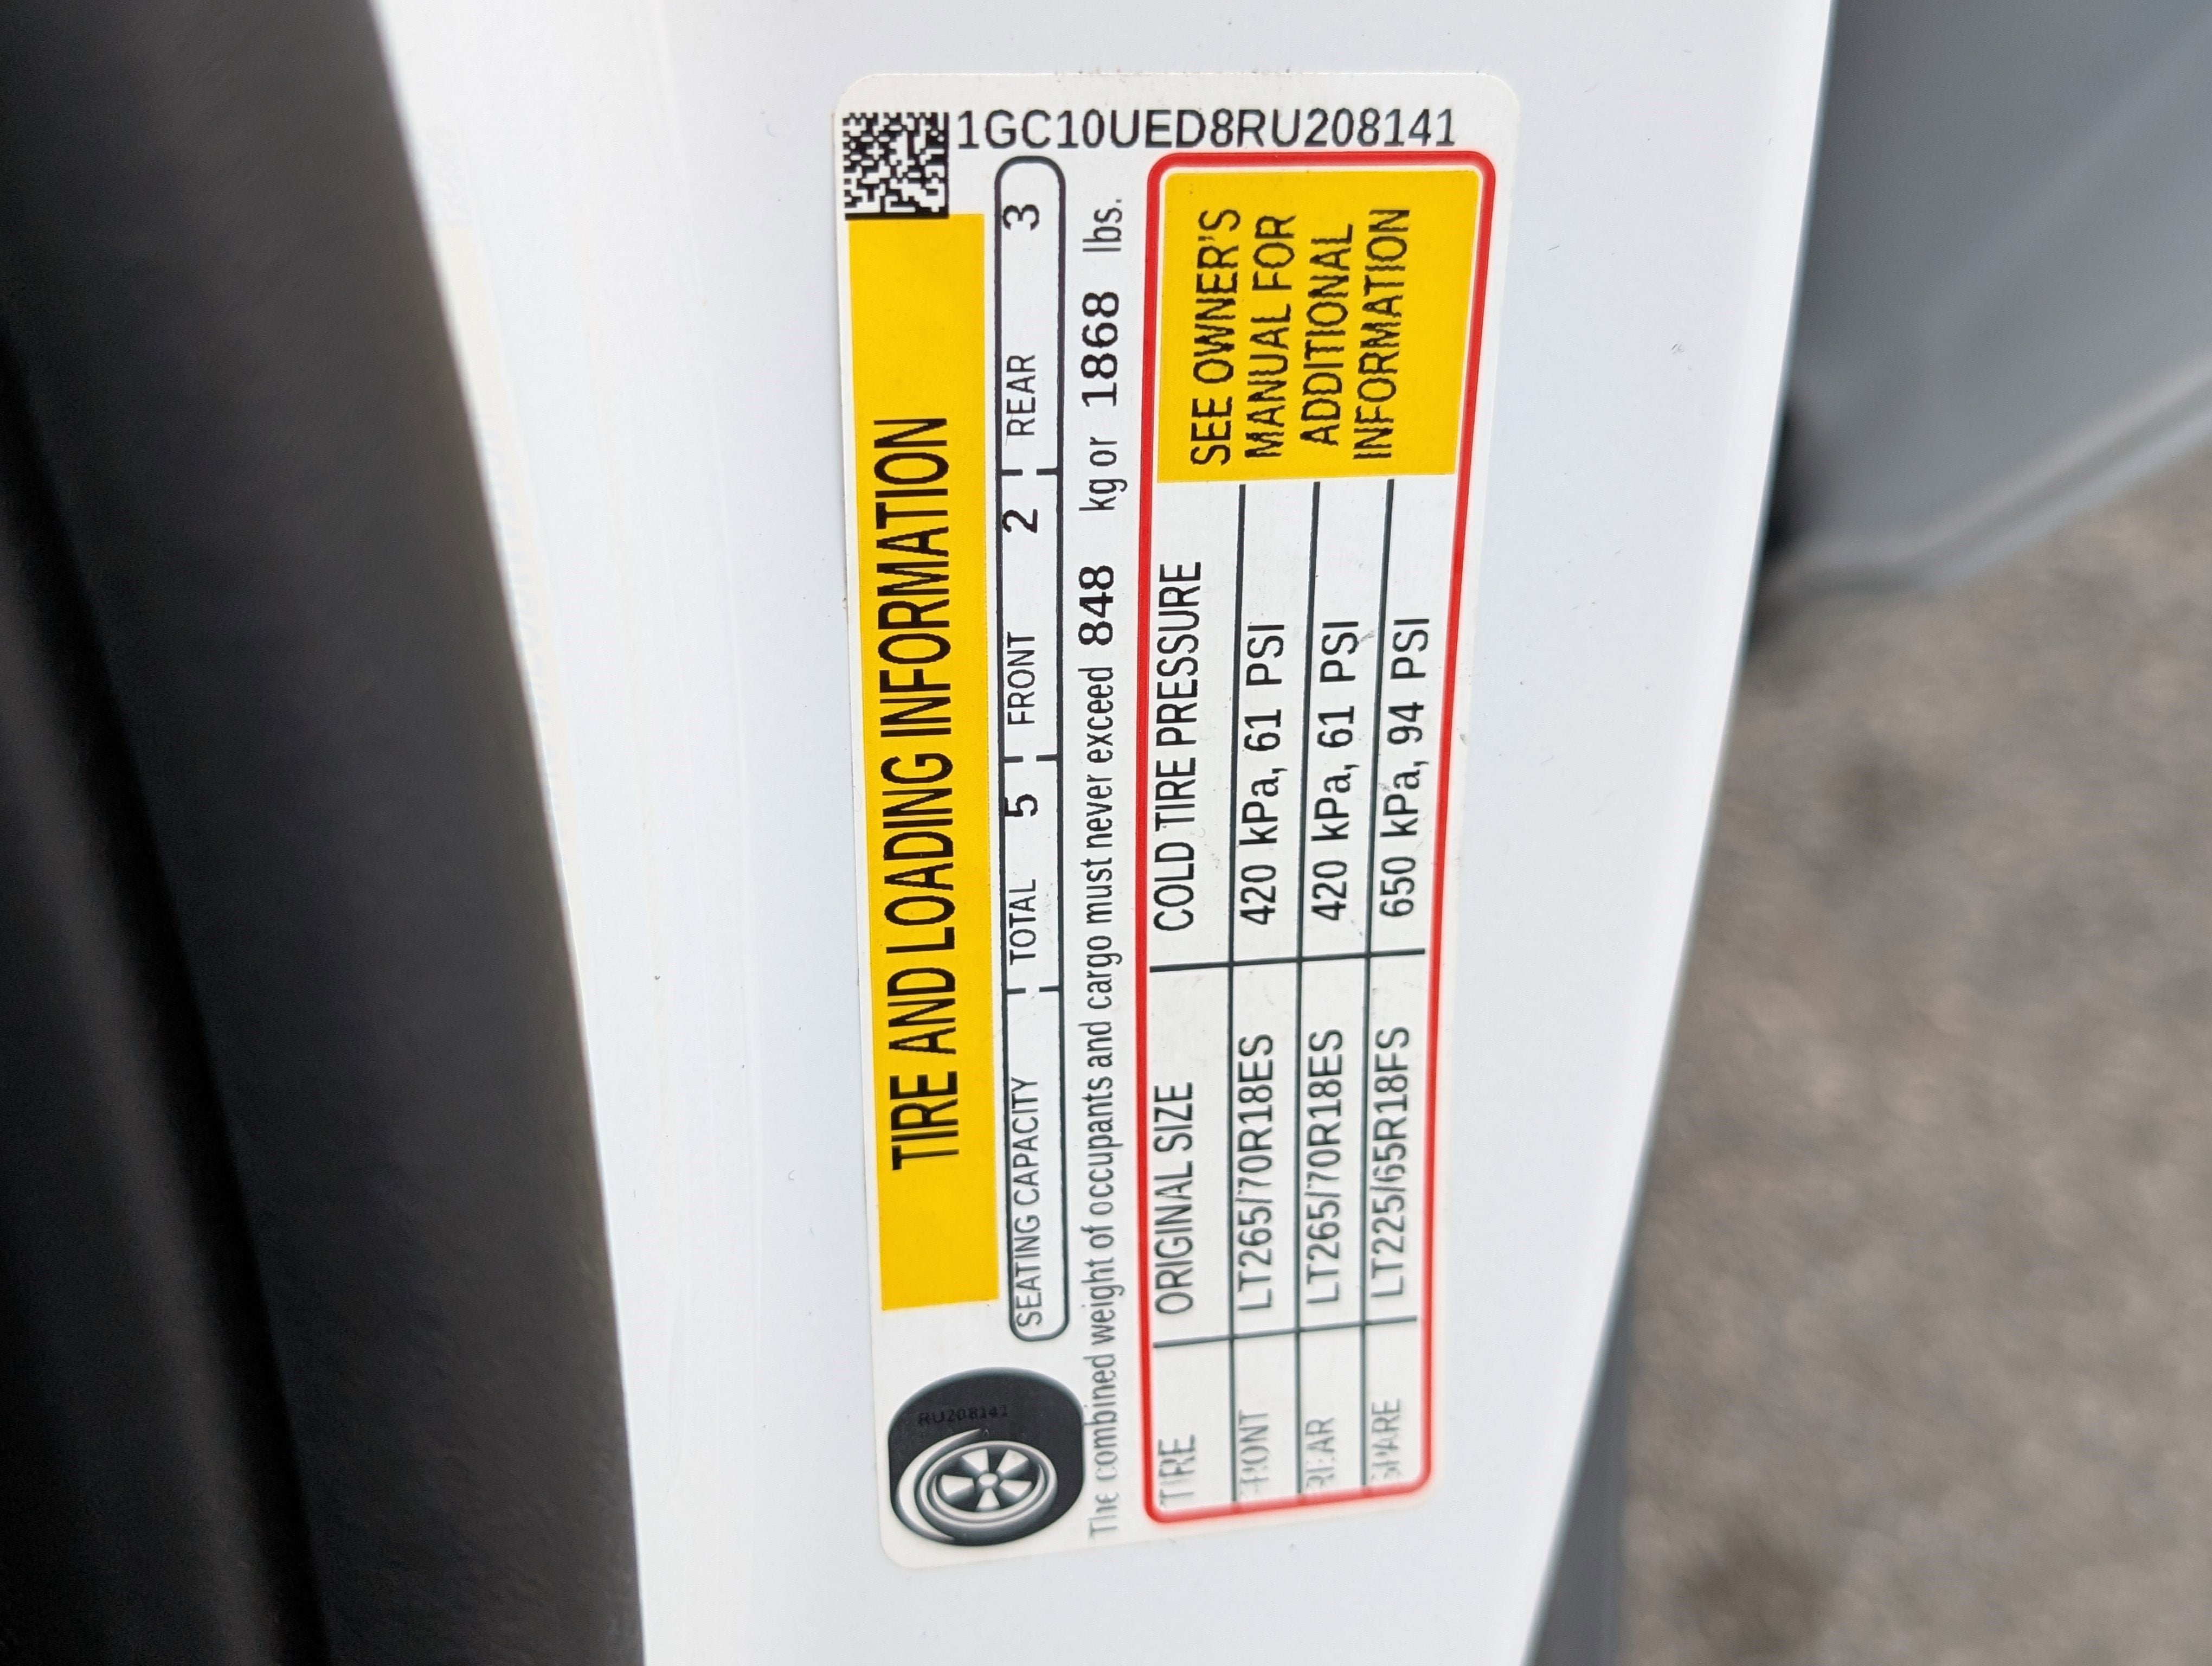 1GC10UED8RU208141
TIRE AND LOADING INFORMATION
SEATING CAPACITY TOTAL 5 FRONT 2 REAR 3
The combined weight of occupants and cargo must never exceed 848 kg or 1868 lbs.
TIRE ORIGINAL SIZE COLD TIRE PRESSURE
FRONT LT265/70R18ES 420 kPa, 61 PSI
REAR LT265/70R18ES 420 kPa, 61 PSI
SPARE LT225/65R18FS 650 kPa, 94 PSI
SEE OWNER'S
MANUAL FOR
ADDITIONAL
INFORMATION
RU208141